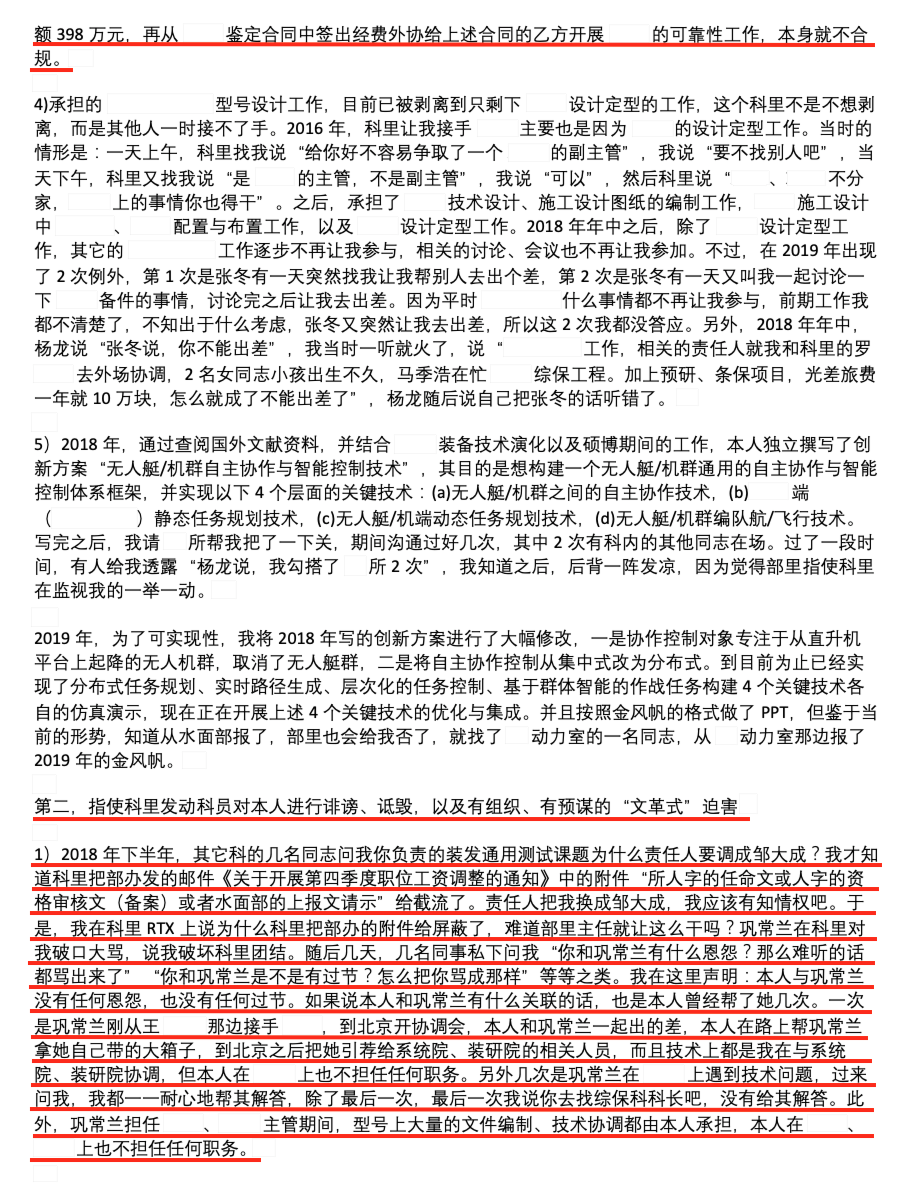 额 398 万元，再从 鉴定合同中签出经费外协给上述合同的乙方开展 的可靠性工作，本身就不合
规。
4)承担的 型号设计工作，目前已被剥离到只剩下 设计定型的工作，这个科里不是不想剥
离，而是其他人一时接不了手。2016 年，科里让我接手 主要也是因为 的设计定型工作。当时的
情形是：一天上午，科里找我说“给你好不容易争取了一个 的副主管”，我说“要不找别人吧”，当
天下午，科里又找我说“是 的主管，不是副主管”，我说“可以”，然后科里说“ 、 不分
家， 上的事情你也得干”。之后，承担了 技术设计、施工设计图纸的编制工作， 施工设计
中 、 配置与布置工作，以及 设计定型工作。2018 年年中之后，除了 设计定型工
作，其它的 工作逐步不再让我参与，相关的讨论、会议也不再让我参加。不过，在 2019 年出现
了 2 次例外，第 1 次是张冬有一天突然找我让我帮别人去出个差，第 2 次是张冬有一天又叫我一起讨论一
下 备件的事情，讨论完之后让我去出差。因为平时 什么事情都不再让我参与，前期工作我
都不清楚了，不知出于什么考虑，张冬又突然让我去出差，所以这 2 次我都没答应。另外，2018 年年中，
杨龙说“张冬说，你不能出差”，我当时一听就火了，说“ 工作，相关的责任人就我和科里的罗
去外场协调，2 名女同志小孩出生不久，马季浩在忙 综保工程。加上预研、条保项目，光差旅费
一年就 10 万块，怎么就成了不能出差了”，杨龙随后说自己把张冬的话听错了。
5）2018 年，通过查阅国外文献资料，并结合 装备技术演化以及硕博期间的工作，本人独立撰写了创
新方案“无人艇/机群自主协作与智能控制技术”，其目的是想构建一个无人艇/机群通用的自主协作与智能
控制体系框架，并实现以下 4 个层面的关键技术：(a)无人艇/机群之间的自主协作技术，(b) 端
（ ）静态任务规划技术，(c)无人艇/机端动态任务规划技术，(d)无人艇/机群编队航/飞行技术。
写完之后，我请 所帮我把了一下关，期间沟通过好几次，其中 2 次有科内的其他同志在场。过了一段时
间，有人给我透露“杨龙说，我勾搭了 所 2 次”，我知道之后，后背一阵发凉，因为觉得部里指使科里
在监视我的一举一动。
2019 年，为了可实现性，我将 2018 年写的创新方案进行了大幅修改，一是协作控制对象专注于从直升机
平台上起降的无人机群，取消了无人艇群，二是将自主协作控制从集中式改为分布式。到目前为止已经实
现了分布式任务规划、实时路径生成、层次化的任务控制、基于群体智能的作战任务构建 4 个关键技术各
自的仿真演示，现在正在开展上述 4 个关键技术的优化与集成。并且按照金风帆的格式做了 PPT，但鉴于当
前的形势，知道从水面部报了，部里也会给我否了，就找了 动力室的一名同志，从 动力室那边报了
2019 年的金风帆。
第二，指使科里发动科员对本人进行诽谤、诋毁，以及有组织、有预谋的“文革式”迫害
1）2018 年下半年，其它科的几名同志问我你负责的装发通用测试课题为什么责任人要调成邹大成？我才知
道科里把部办发的邮件《关于开展第四季度职位工资调整的通知》中的附件“所人字的任命文或人字的资
格审核文（备案）或者水面部的上报文请示”给截流了。责任人把我换成邹大成，我应该有知情权吧。于
是，我在科里 RTX 上说为什么科里把部办的附件给屏蔽了，难道部里主任就让这么干吗？巩常兰在科里对
我破口大骂，说我破坏科里团结。随后几天，几名同事私下问我“你和巩常兰有什么恩怨？那么难听的话
都骂出来了”“你和巩常兰是不是有过节？怎么把你骂成那样”等等之类。我在这里声明：本人与巩常兰
没有任何恩怨，也没有任何过节。如果说本人和巩常兰有什么关联的话，也是本人曾经帮了她几次。一次
是巩常兰刚从王 那边接手 ，到北京开协调会，本人和巩常兰一起出的差，本人在路上帮巩常兰
拿她自己带的大箱子，到北京之后把她引荐给系统院、装研院的相关人员，而且技术上都是我在与系统
院、装研院协调，但本人在 上也不担任任何职务。另外几次是巩常兰在 上遇到技术问题，过来
问我，我都一一耐心地帮其解答，除了最后一次，最后一次我说你去找综保科科长吧，没有给其解答。此
外，巩常兰担任 、 主管期间，型号上大量的文件编制、技术协调都由本人承担，本人在 、
上也不担任任何职务。